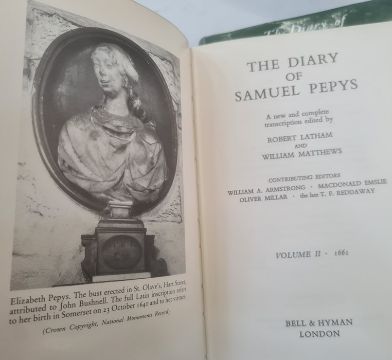 Elizabeth Pepys. The bust erected in St. Olave's, Hart Street,
attributed to John Bushnell. The full Latin inscription refers
to her birth in Somerset on 23 October 1640 and to her
(Crown Copyright, National Monuments Record)
The Diary of
THE DIARY
OF
SAMUEL PEPYS
A new and complete
transcription edited by
ROBERT LATHAM
AND
WILLIAM MATTHEWS
CONTRIBUTING EDITORS
WILLIAM A. ARMSTRONG · MACDONALD EMSLIE
OLIVER MILLAR · the late T. F. REDDAWAY
VOLUME II · 1661
BELL & HYMAN
LONDON